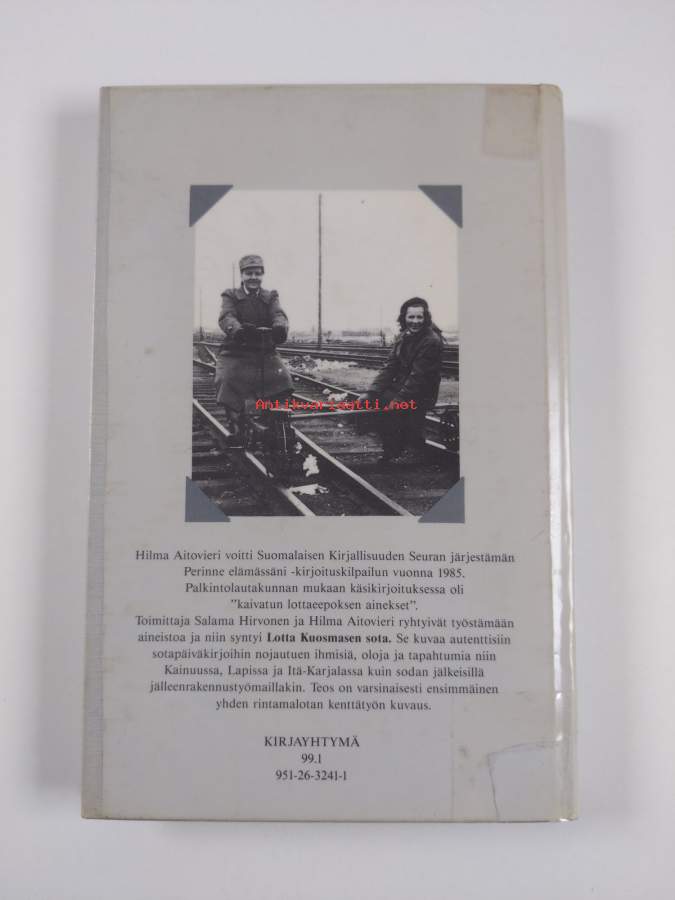 Antikvariaatti.net
Hilma Aitovieri voitti Suomalaisen Kirjallisuuden Seuran järjestämän
Perinne elämässäni -kirjoituskilpailun vuonna 1985.
Palkintolautakunnan mukaan käsikirjoituksessa oli
”kaivatun lottaeepoksen ainekset”.
Toimittaja Salama Hirvonen ja Hilma Aitovieri ryhtyivät työstämään
aineistoa ja niin syntyi Lotta Kuosmasen sota. Se kuvaa autenttisiin
sotapäiväkirjoihin nojautuen ihmisiä, oloja ja tapahtumia niin
Kainuussa, Lapissa ja Itä-Karjalassa kuin sodan jälkeisillä
jälleenrakennustyömaillakin. Teos on varsinaisesti ensimmäinen
yhden rintamalotan kenttätyön kuvaus.
KIRJAYHTYMÄ
99.1
951-26-3241-1